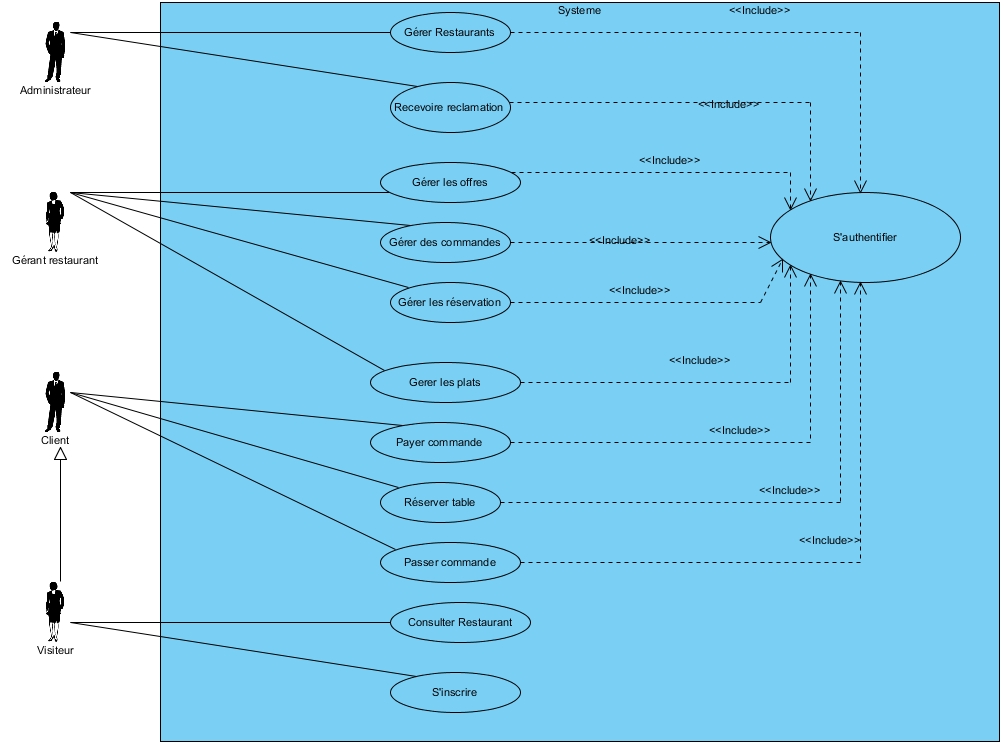 Systeme
<<Include>>
Gérer Restaurants
Administrateur
Recevoire reclamation
<<Include>>
<<Include>>
Gérer les offres
Gérant restaurant
Gérer des commandes
<<Include>>
S'authentifier
<<Include>>
Gérer les réservation
<<Include>>
Gerer les plats
Client
<<Include>>
Payer commande
<<Include>>
Réserver table
<<Include>>
Passer commande
Consulter Restaurant
Visiteur
S'inscrire